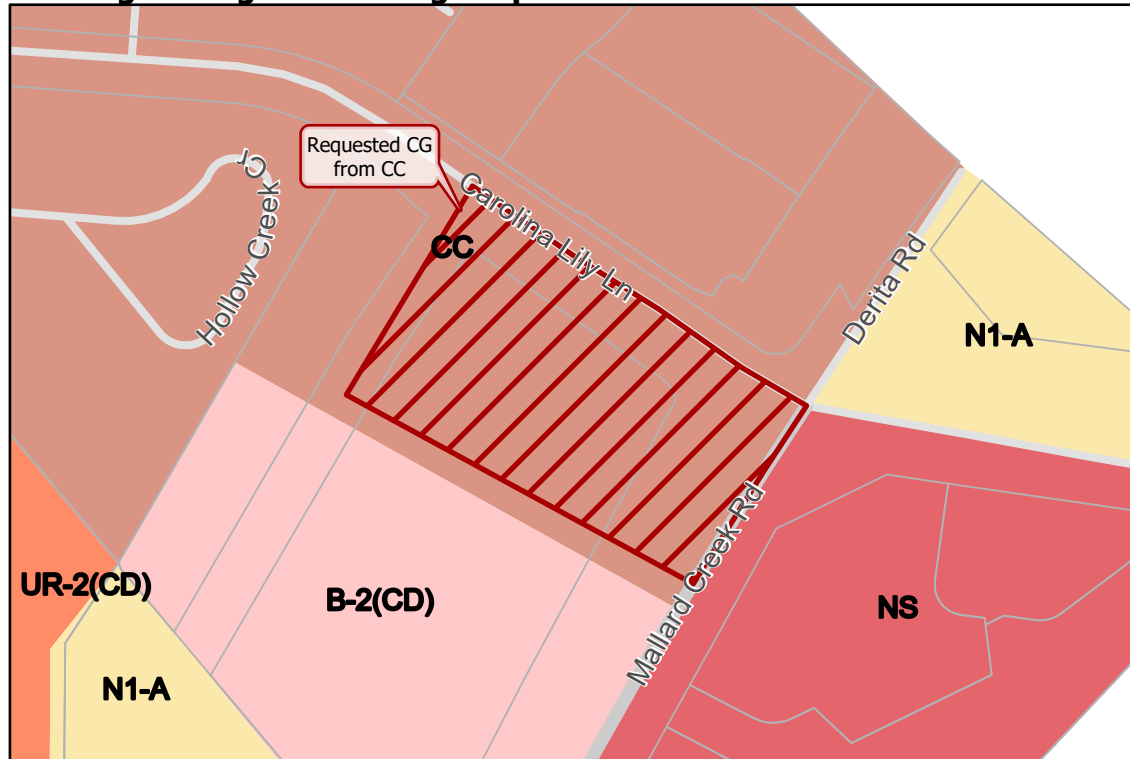 Requested CG
from CC
Cr
Hollow Creek
CC
Carolina Lily Ln
Derita Rd
N1-A
Mallard Creek Rd
UR-2(CD)
B-2(CD)
NS
N1-A